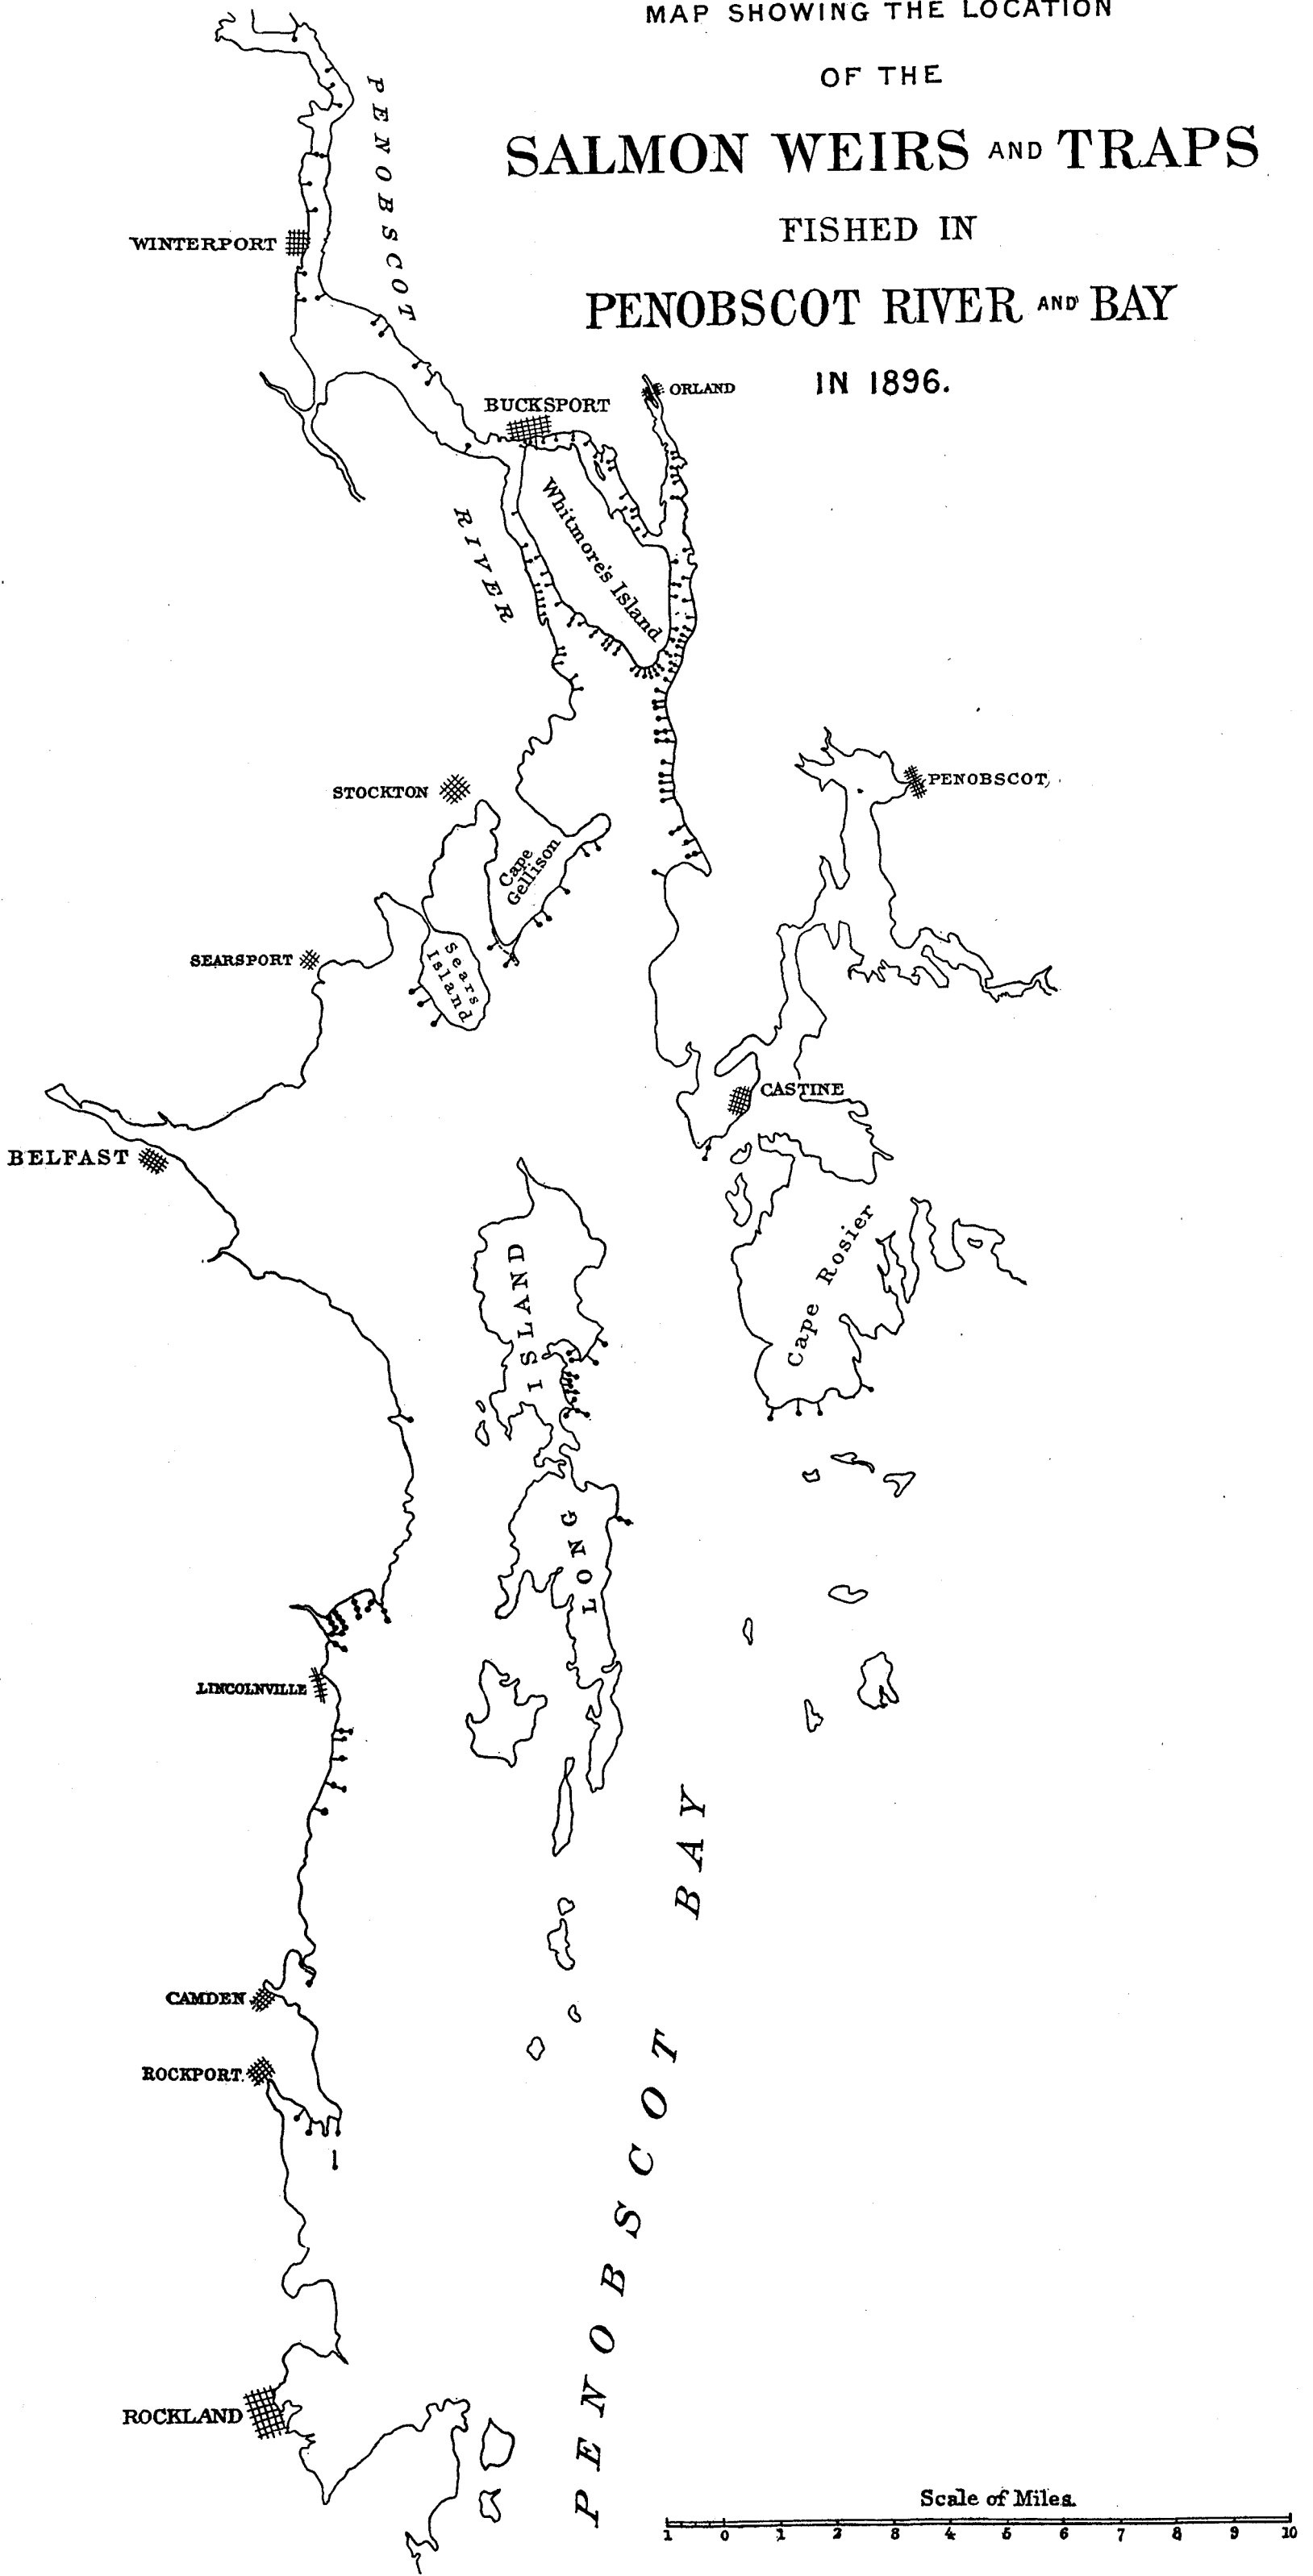 MAP SHOWING THE LOCATION
OF THE
SALMON WEIRS AND TRAPS
FISHED IN
PENOBSCOT RIVER AND BAY
IN 1896.
PENOBSCOT
WINTERPORT
ORLAND
BUCKSPORT
Whitmore's Island
RIVER
PENOBSCOT
STOCKTON
Cape
Gellison
SEARSPORT
Sears
Island
CASTINE
BELFAST
Cape Rosier
ISLAND
LONG
LINCOLNVILLE
BAY
CAMDEN
ROCKPORT.
PENOBSCOT
ROCKLAND
Scale of Miles.
1 0 1 2 3 4 5 6 7 8 9 10